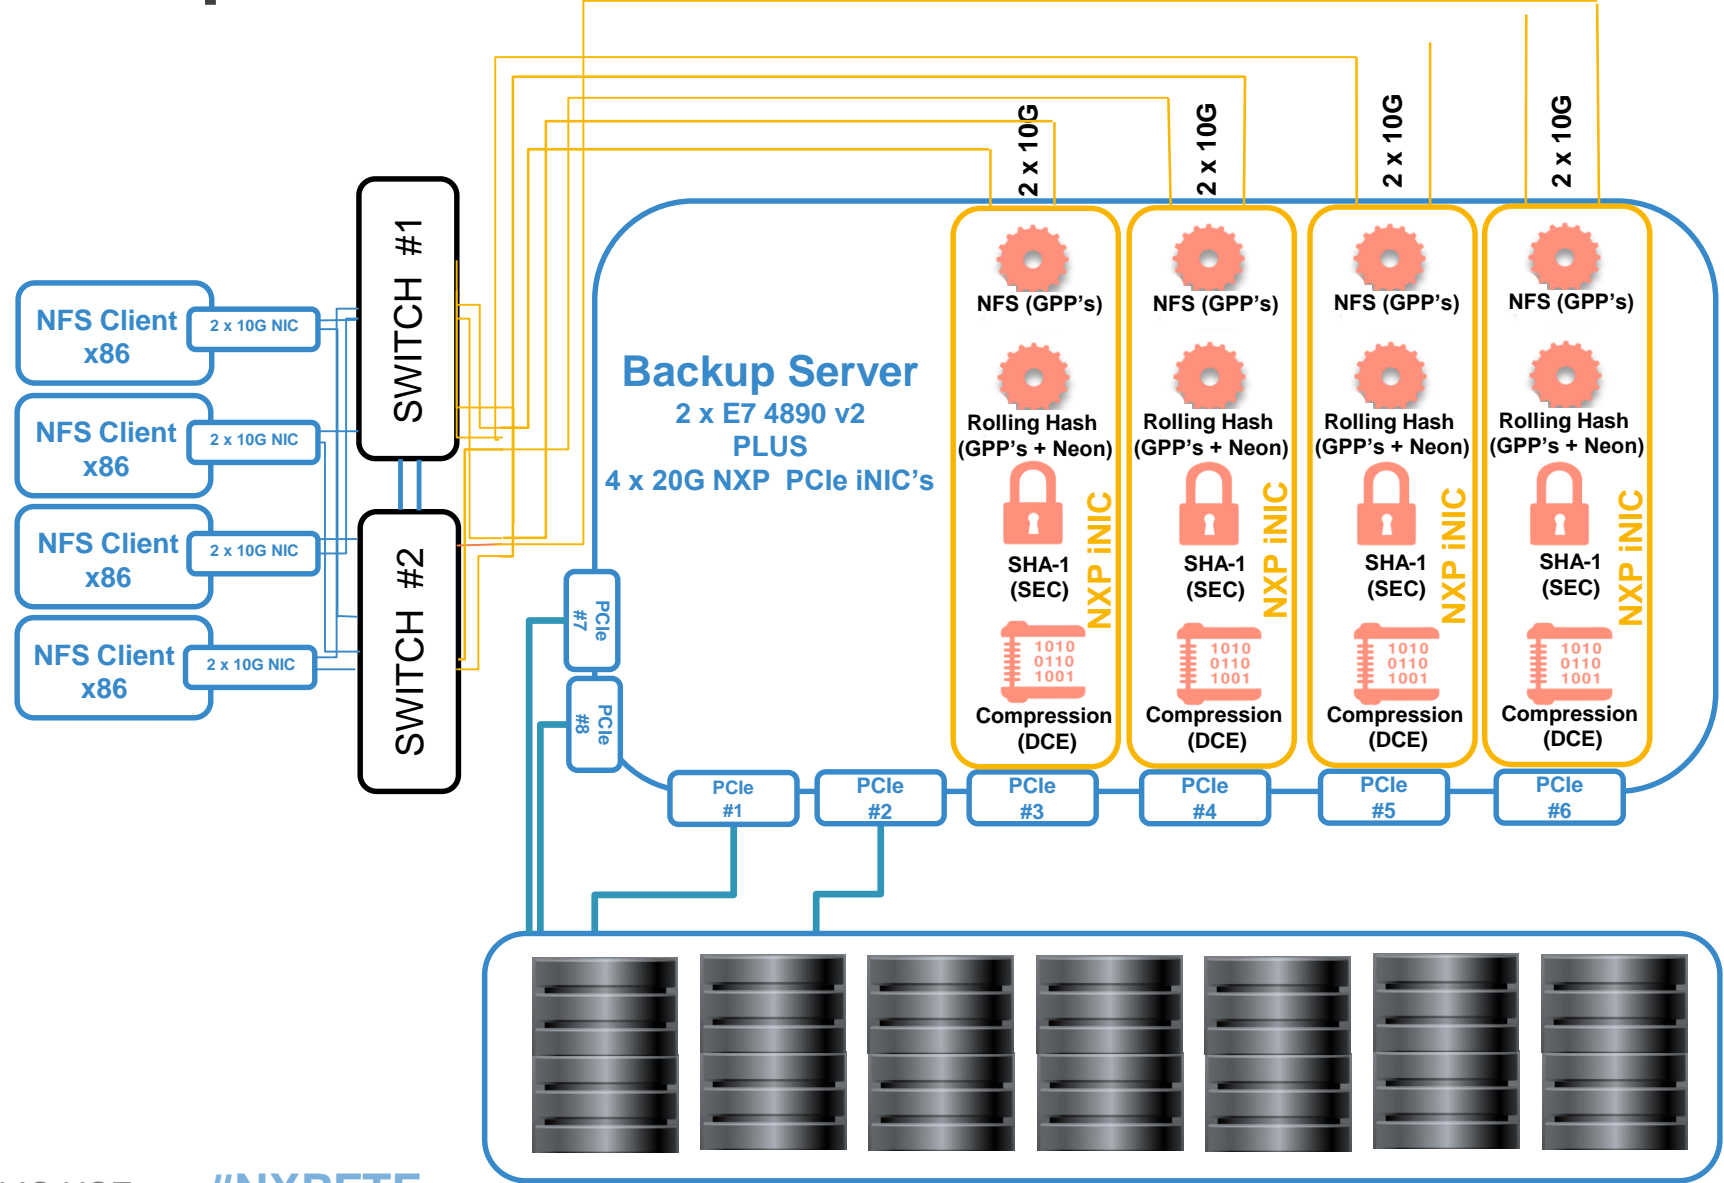 2 x 10G
2 x 10G
2 x 10G
2 x 10G
SWITCH #1
SWITCH #2
NFS Client
x86
2 x 10G NIC
NFS Client
x86
2 x 10G NIC
NFS Client
x86
2 x 10G NIC
NFS Client
x86
2 x 10G NIC
Backup Server
2 x E7 4890 v2
PLUS
4 x 20G NXP PCIe iNIC's
NFS (GPP's)
Rolling Hash
(GPP's + Neon)
SHA-1
(SEC)
1010
0110
1001
Compression
(DCE)
NXP iNIC
NFS (GPP's)
Rolling Hash
(GPP's + Neon)
SHA-1
(SEC)
1010
0110
1001
Compression
(DCE)
NXP iNIC
NFS (GPP's)
Rolling Hash
(GPP's + Neon)
SHA-1
(SEC)
1010
0110
1001
Compression
(DCE)
NXP iNIC
NFS (GPP's)
Rolling Hash
(GPP's + Neon)
SHA-1
(SEC)
1010
0110
1001
Compression
(DCE)
NXP iNIC
PCIe
#7
PCIe
#8
PCIe
#1
PCIe
#2
PCIe
#3
PCIe
#4
PCIe
#5
PCIe
#6